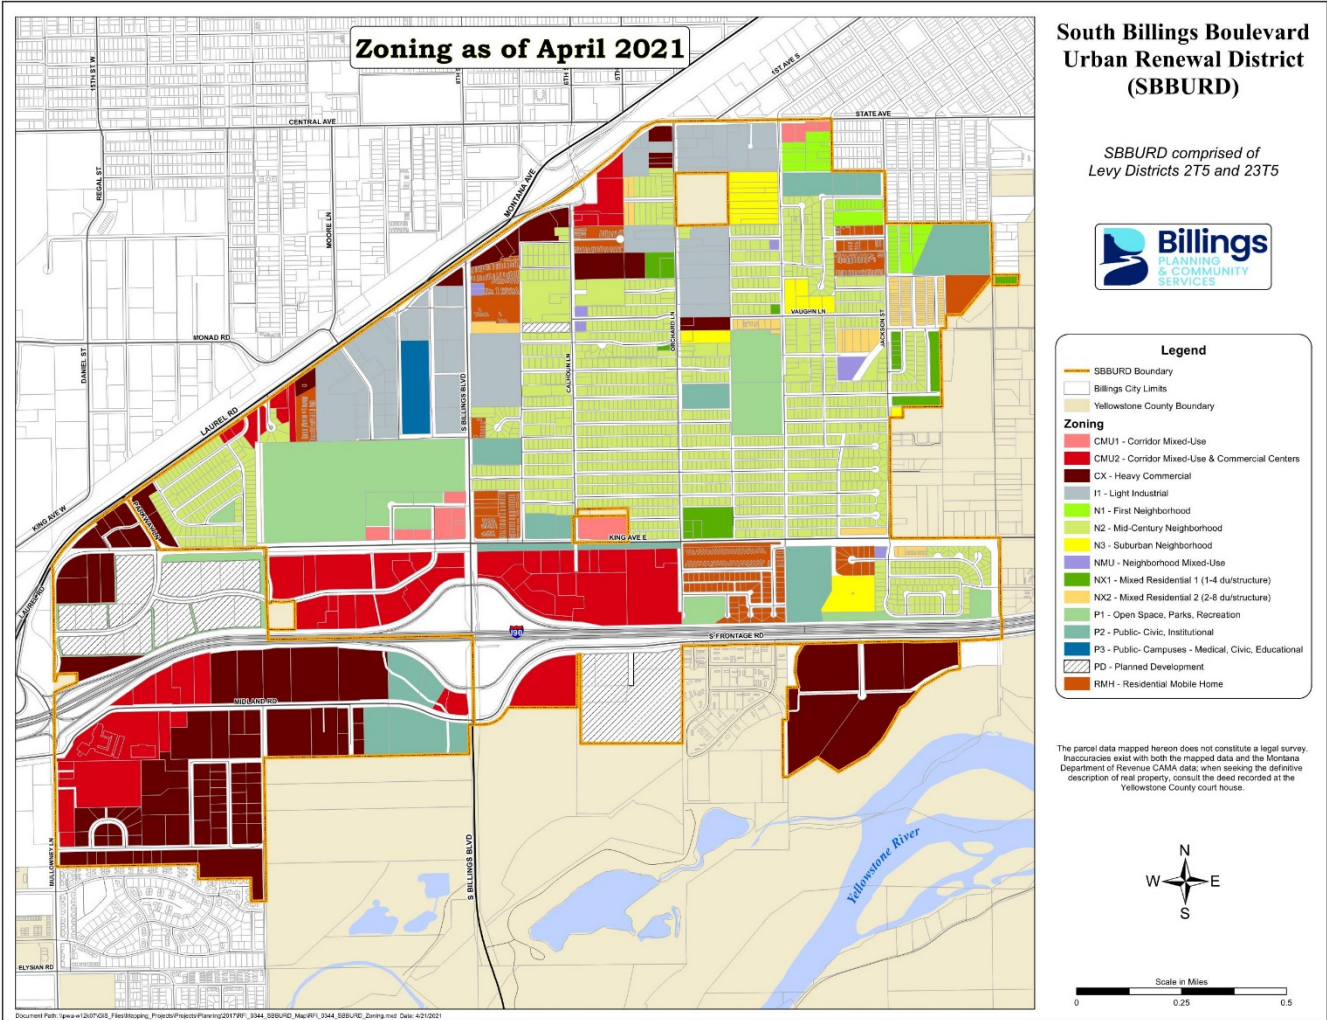 Zoning as of April 2021
South Billings Boulevard
Urban Renewal District
(SBBURD)
SBBURD comprised of
Levy Districts 2T5 and 23T5
Billings
PLANNING
& COMMUNITY
SERVICES
Legend
SBBURD Boundary
Billings City Limits
Yellowstone County Boundary
Zoning
CMU1 - Corridor Mixed-Use
CMU2 - Corridor Mixed-Use & Commercial Centers
CX - Heavy Commercial
I1 - Light Industrial
N1 - First Neighborhood
N2 - Mid-Century Neighborhood
N3 - Suburban Neighborhood
NMU - Neighborhood Mixed-Use
NX1 - Mixed Residential 1 (1-4 du/structure)
NX2 - Mixed Residential 2 (2-8 du/structure)
P1 - Open Space, Parks, Recreation
P2 - Public- Civic, Institutional
P3 - Public- Campuses - Medical, Civic, Educational
PD - Planned Development
RMH - Residential Mobile Home
The parcel data mapped hereon does not constitute a legal survey.
Inaccuracies exist with both the mapped data and the Montana
Department of Revenue CAMA data; when seeking the definitive
description of real property, consult the deed recorded at the
Yellowstone County court house.
N
W E
S
Scale in Miles
0 0.25 0.5
15TH ST W
1ST AVE S
STATE AVE
CENTRAL AVE
REGAL ST
MOORE LN
MONTANA AVE
MONAD RD
DANIEL ST
LAUREL RD
S BILLINGS BLVD
CALHOUN LN
ORCHARD LN
VAUGHN LN
JACKSON ST
KING AVE W
PARKWAY LN
KING AVE E
LAUREL RD
I90
S FRONTAGE RD
MIDLAND RD
MULLOWNEY LN
S BILLINGS BLVD
Yellowstone River
ELYSIAN RD